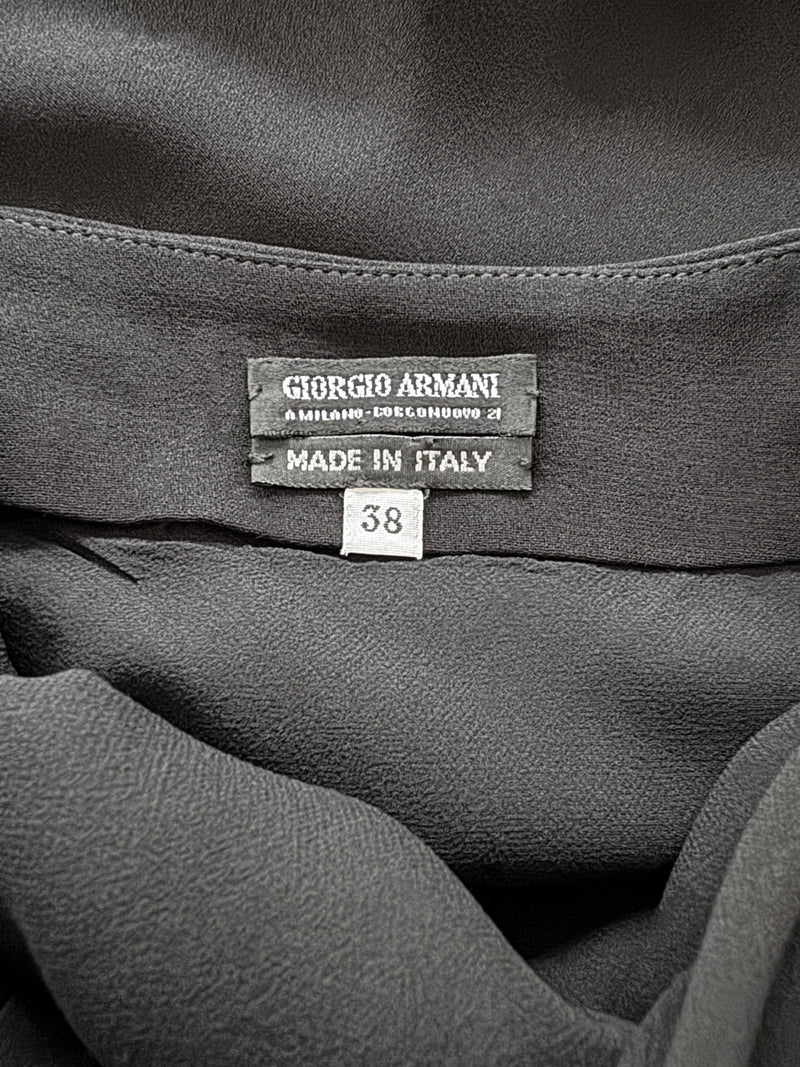 GIORGIO ARMANI
A MILANO-BORGONUOVO 21
MADE IN ITALY
38